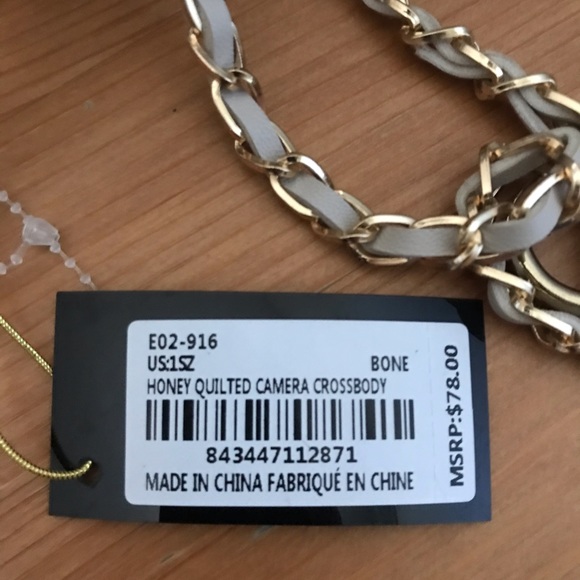 E02-916
US:1SZ BONE
HONEY QUILTED CAMERA CROSSBODY
843447112871
MADE IN CHINA FABRIQUÉ EN CHINE
MSRP:$78.00